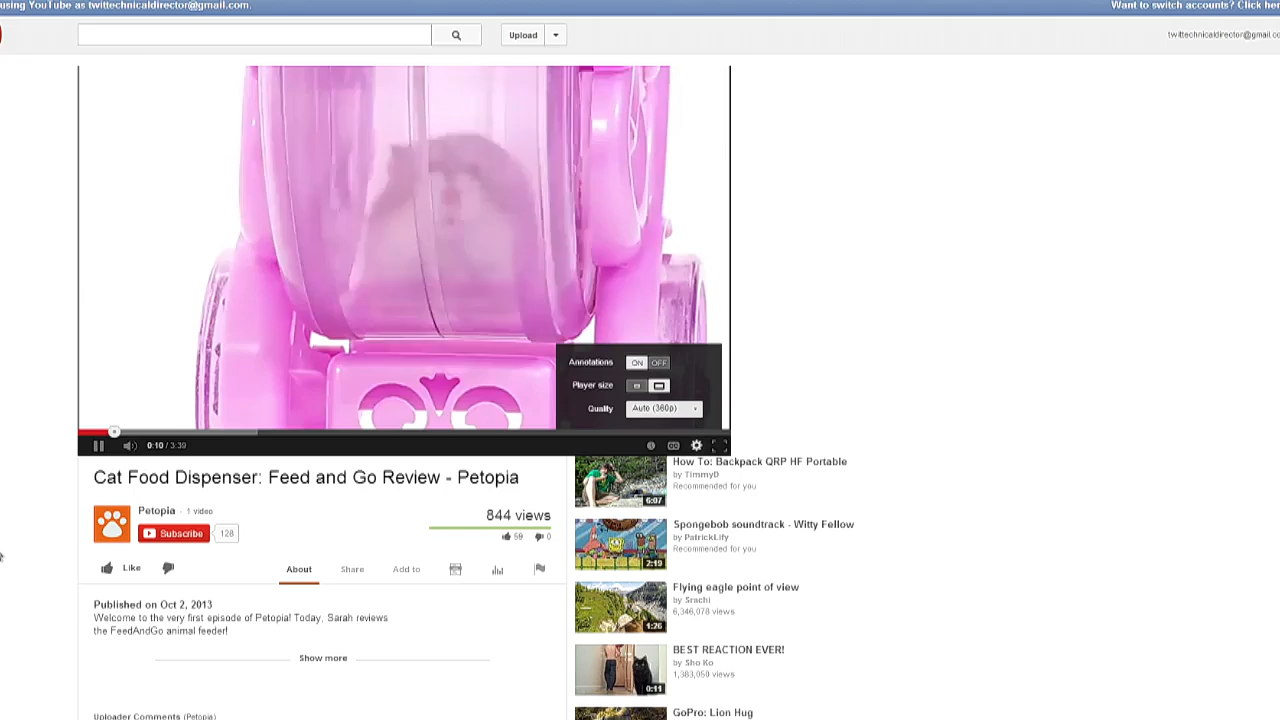 using YouTube as twittechnicaldirector@gmail.com.
Want to switch accounts? Click her
Upload
twittechnicaldirector@gmail.co
Annotations ON OFF
Player size
Quality Auto (360p)
0:10 / 3:39
Cat Food Dispenser: Feed and Go Review - Petopia
Petopia - 1 video
Subscribe 128
844 views
59 0
Like
About Share Add to
Published on Oct 2, 2013
Welcome to the very first episode of Petopia! Today, Sarah reviews
the FeedAndGo animal feeder!
Show more
Uploader Comments (Petopia)
How To: Backpack QRP HF Portable
by TimmyD
Recommended for you
6:07
Spongebob soundtrack - Witty Fellow
by PatrickLify
Recommended for you
2:19
Flying eagle point of view
by Srachi
6,346,078 views
1:26
BEST REACTION EVER!
by Sho Ko
1,383,050 views
0:11
GoPro: Lion Hug